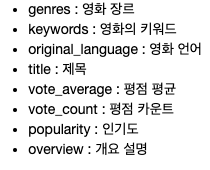 • genres : 영화 장르
• keywords : 영화의 키워드
• original_language : 영화 언어
• title : 제목
• vote_average : 평점 평균
• vote_count : 평점 카운트
• popularity : 인기도
• overview : 개요 설명